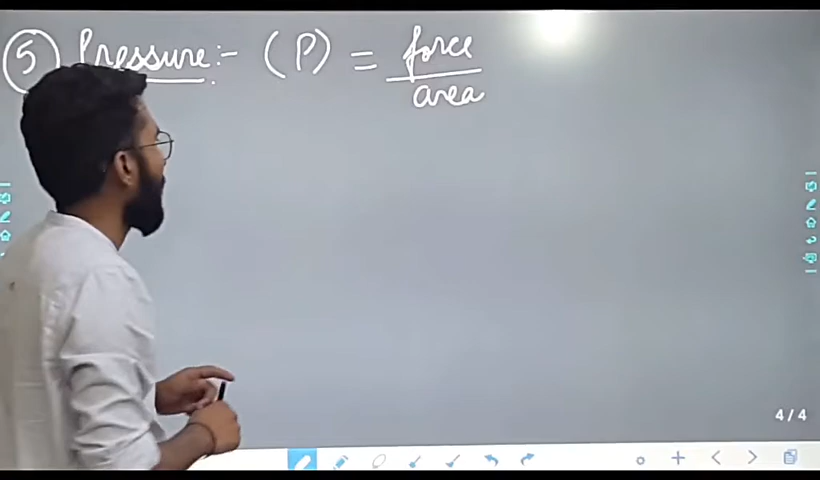 ⑤ Pressure:- (P) = force
area
4/4